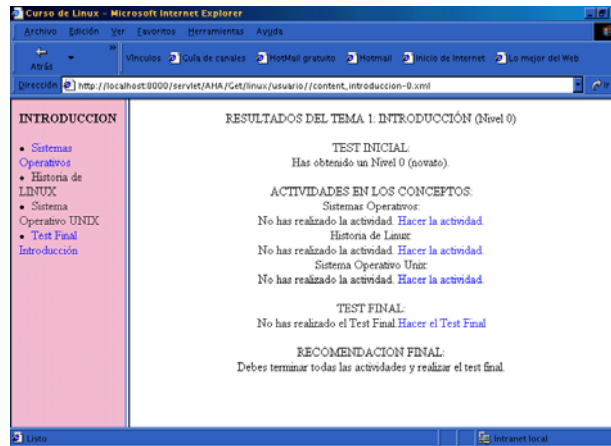 Curso de Linux - Microsoft Internet Explorer
Archivo Edición Ver Favoritos Herramientas Ayuda
Atrás » Vínculos Guía de canales HotMail gratuito Hotmail Inicio de Internet Lo mejor del Web
Dirección http://localhost:8000/servlet/AHA/Get/linux/usuario//content_introduccion-0.xml
INTRODUCCION
• Sistemas
Operativos
• Historia de
LINUX
• Sistema
Operativo UNIX
• Test Final
Introducción
RESULTADOS DEL TEMA 1: INTRODUCCIÓN (Nivel 0)
TEST INICIAL:
Has obtenido un Nivel 0 (novato).
ACTIVIDADES EN LOS CONCEPTOS:
Sistemas Operativos:
No has realizado la actividad. Hacer la actividad.
Historia de Linux:
No has realizado la actividad. Hacer la actividad.
Sistema Operativo Unix:
No has realizado la actividad. Hacer la actividad.
TEST FINAL:
No has realizado el Test Final.Hacer el Test Final
RECOMENDACION FINAL:
Debes terminar todas las actividades y realizar el test final.
Listo
Intranet local